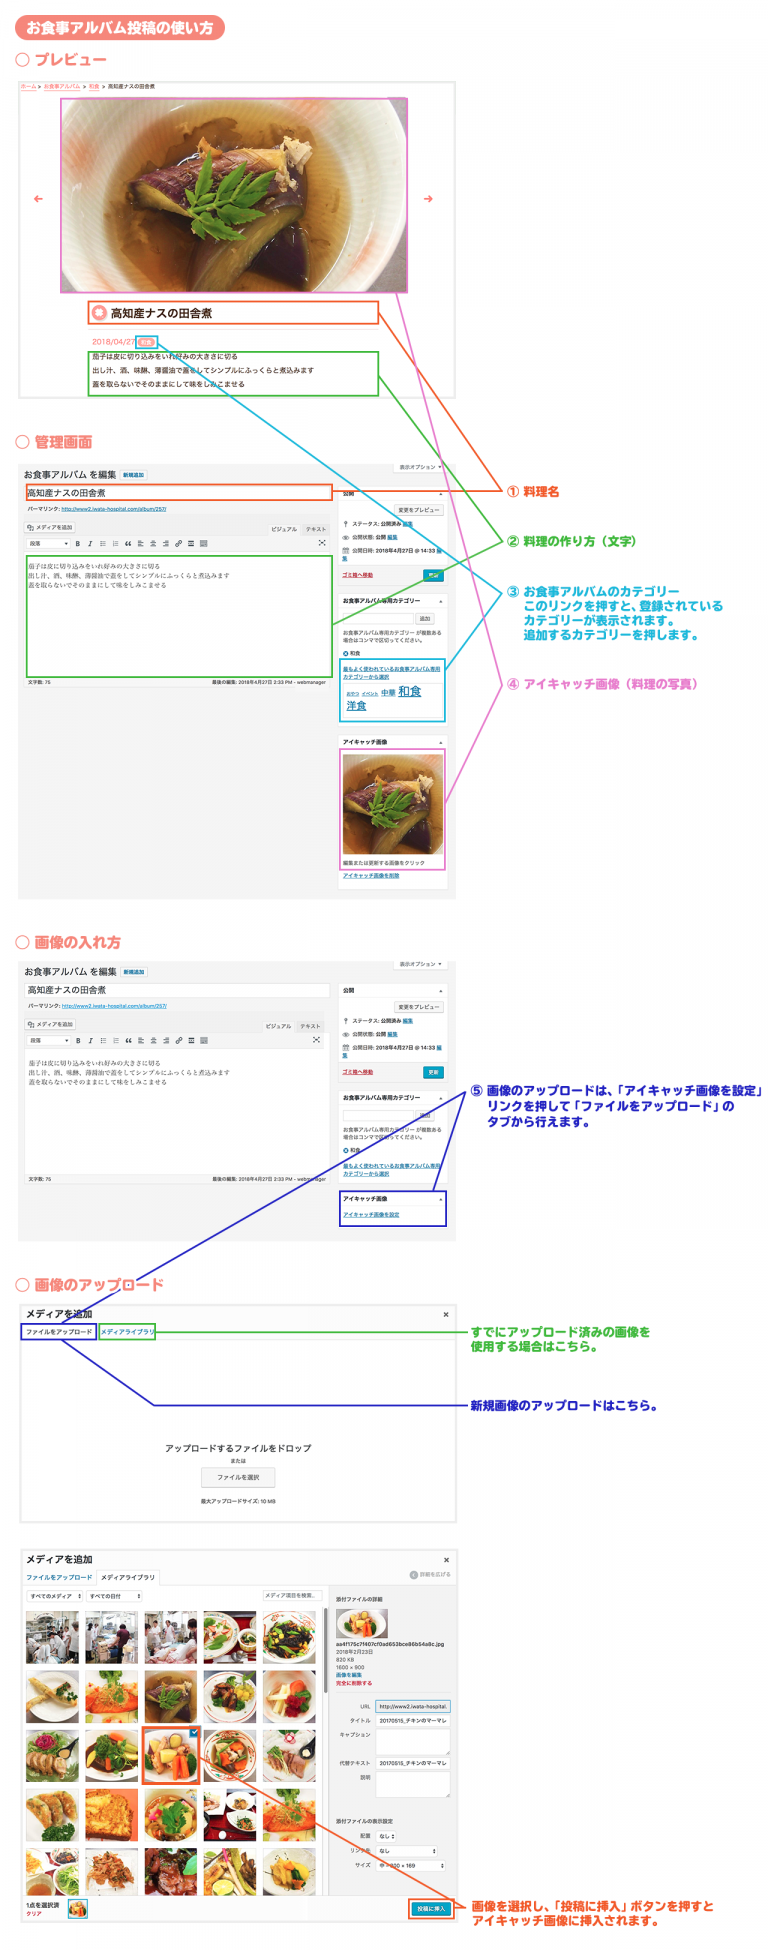 お食事アルバム投稿の使い方
○ プレビュー
ホーム > お食事アルバム > 和食 > 高知産ナスの田舎煮
← →
高知産ナスの田舎煮
2018/04/27 和食
茄子は皮に切り込みをいれ好みの大きさに切る
出し汁、酒、味醂、薄醤油で蓋をしてシンプルにふっくらと煮込みます
蓋を取らないでそのままにして味をしみこませる
○ 管理画面
表示オプション ▼
お食事アルバム を編集 新規追加
高知産ナスの田舎煮
パーマリンク: http://www2.iwata-hospital.com/album/257/
メディアを追加
ビジュアル テキスト
段落 ▼ B I
茄子は皮に切り込みをいれ好みの大きさに切る
出し汁、酒、味醂、薄醤油で蓋をしてシンプルにふっくらと煮込みます
蓋を取らないでそのままにして味をしみこませる
文字数: 75 最後の編集: 2018年4月27日 2:33 PM - webmanager
公開
変更をプレビュー
ステータス: 公開済み 編集
公開状態: 公開 編集
公開日時: 2018年4月27日 @ 14:33 編
集
ゴミ箱へ移動 更新
お食事アルバム専用カテゴリー
追加
お食事アルバム専用カテゴリー が複数ある
場合はコンマで区切ってください。
和食
最もよく使われているお食事アルバム専用
カテゴリーから選択
おやつ イベント 中華 和食
洋食
アイキャッチ画像
編集または更新する画像をクリック
アイキャッチ画像を削除
① 料理名
② 料理の作り方（文字）
③ お食事アルバムのカテゴリー
このリンクを押すと、登録されている
カテゴリーが表示されます。
追加するカテゴリーを押します。
④ アイキャッチ画像（料理の写真）
○ 画像の入れ方
表示オプション ▼
お食事アルバム を編集 新規追加
高知産ナスの田舎煮
パーマリンク: http://www2.iwata-hospital.com/album/257/
メディアを追加
ビジュアル テキスト
段落 ▼ B I
茄子は皮に切り込みをいれ好みの大きさに切る
出し汁、酒、味醂、薄醤油で蓋をしてシンプルにふっくらと煮込みます
蓋を取らないでそのままにして味をしみこませる
文字数: 75 最後の編集: 2018年4月27日 2:33 PM - webmanager
公開
変更をプレビュー
ステータス: 公開済み 編集
公開状態: 公開 編集
公開日時: 2018年4月27日 @ 14:33 編
集
ゴミ箱へ移動 更新
お食事アルバム専用カテゴリー
追加
お食事アルバム専用カテゴリー が複数ある
場合はコンマで区切ってください。
和食
最もよく使われているお食事アルバム専用
カテゴリーから選択
アイキャッチ画像
アイキャッチ画像を設定
⑤ 画像のアップロードは、「アイキャッチ画像を設定」
リンクを押して「ファイルをアップロード」の
タブから行えます。
○ 画像のアップロード
メディアを追加 ×
ファイルをアップロード メディアライブラリ
すでにアップロード済みの画像を
使用する場合はこちら。
新規画像のアップロードはこちら。
アップロードするファイルをドロップ
または
ファイルを選択
最大アップロードサイズ: 10 MB
メディアを追加 ×
ファイルをアップロード メディアライブラリ
詳細を広げる
すべてのメディア すべての日付 メディア項目を検索..
添付ファイルの詳細
aa4f175c7f407cf0ad653bce86b54a8c.jpg
2018年2月23日
820 KB
1600 × 900
画像を編集
完全に削除する
URL http://www2.iwata-hospital.
タイトル 20170515_チキンのマーマレ
キャプション
代替テキスト 20170515_チキンのマーマレ
説明
添付ファイルの表示設定
配置 なし
リンク先 なし
サイズ 中 – 300 × 169
1点を選択済
クリア
投稿に挿入
画像を選択し、「投稿に挿入」ボタンを押すと
アイキャッチ画像に挿入されます。